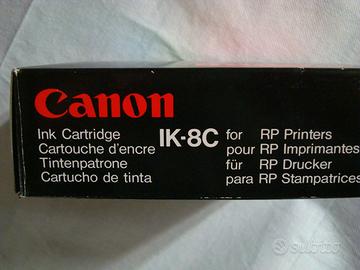 Canon
Ink Cartridge IK-8C for RP Printers
Cartouche d'encre pour RP Imprimantes
Tintenpatrone für RP Drucker
Cartucho de tinta para RP Stampatrices
subito